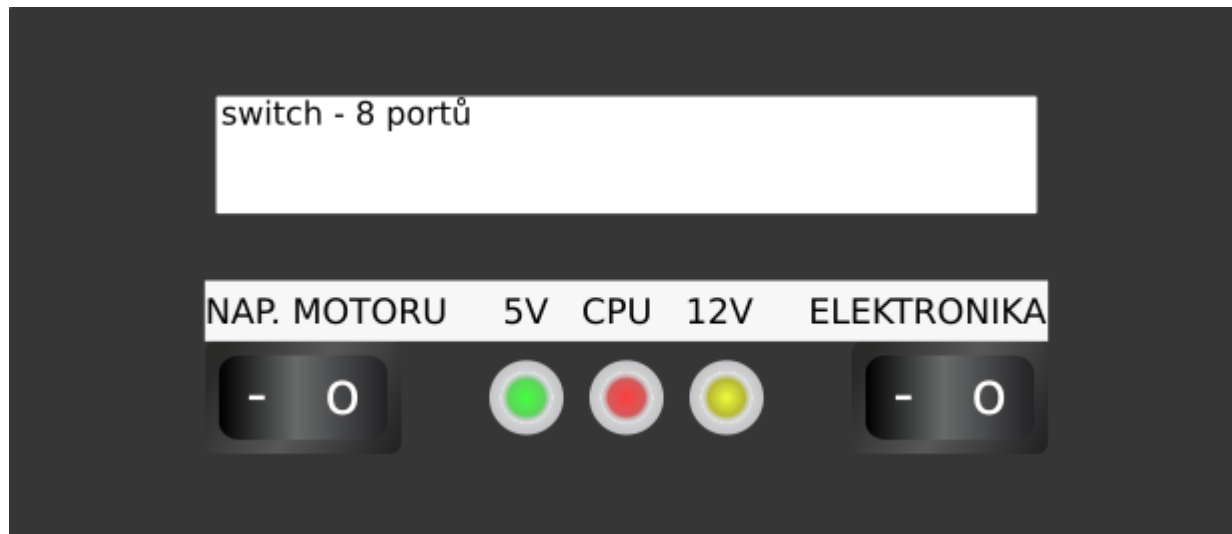 switch - 8 portů
NAP. MOTORU 5V CPU 12V ELEKTRONIKA
- o - o